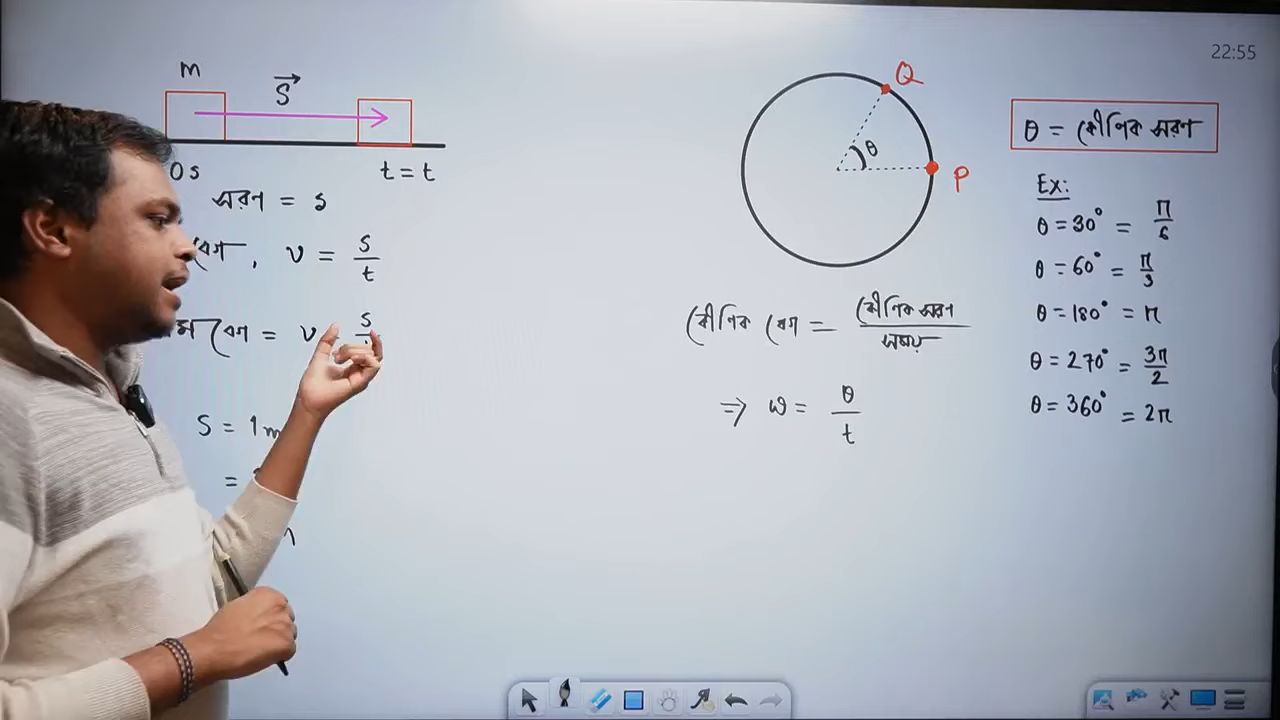 22:55
m
S⃗
0s
t = t
সরণ = s
v = s/t
বেগ = v
S = 1m
=
Q
θ
P
কৌণিক বেগ = কৌণিক সরণ/সময়
⇒ ω = θ/t
θ = কৌণিক সরণ
Ex:
θ = 30° = π/6
θ = 60° = π/3
θ = 180° = π
θ = 270° = 3π/2
θ = 360° = 2π